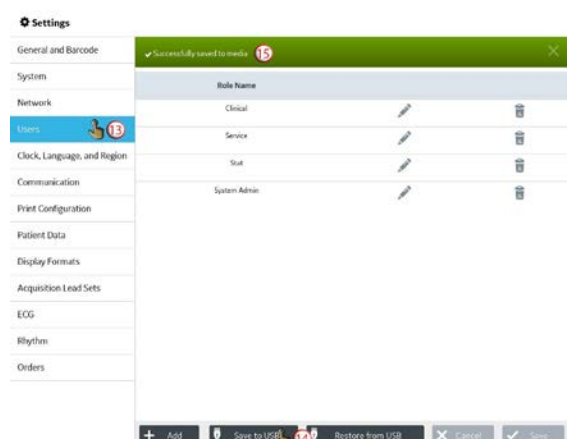 Settings
General and Barcode
Successfully saved to media 15
System
Role Name
Network
Clinical
Users 13
Service
Clock, Language, and Region
Stat
Communication
System Admin
Print Configuration
Patient Data
Display Formats
Acquisition Lead Sets
ECG
Rhythm
Orders
+ Add Save to USB 14 Restore from USB Cancel Save